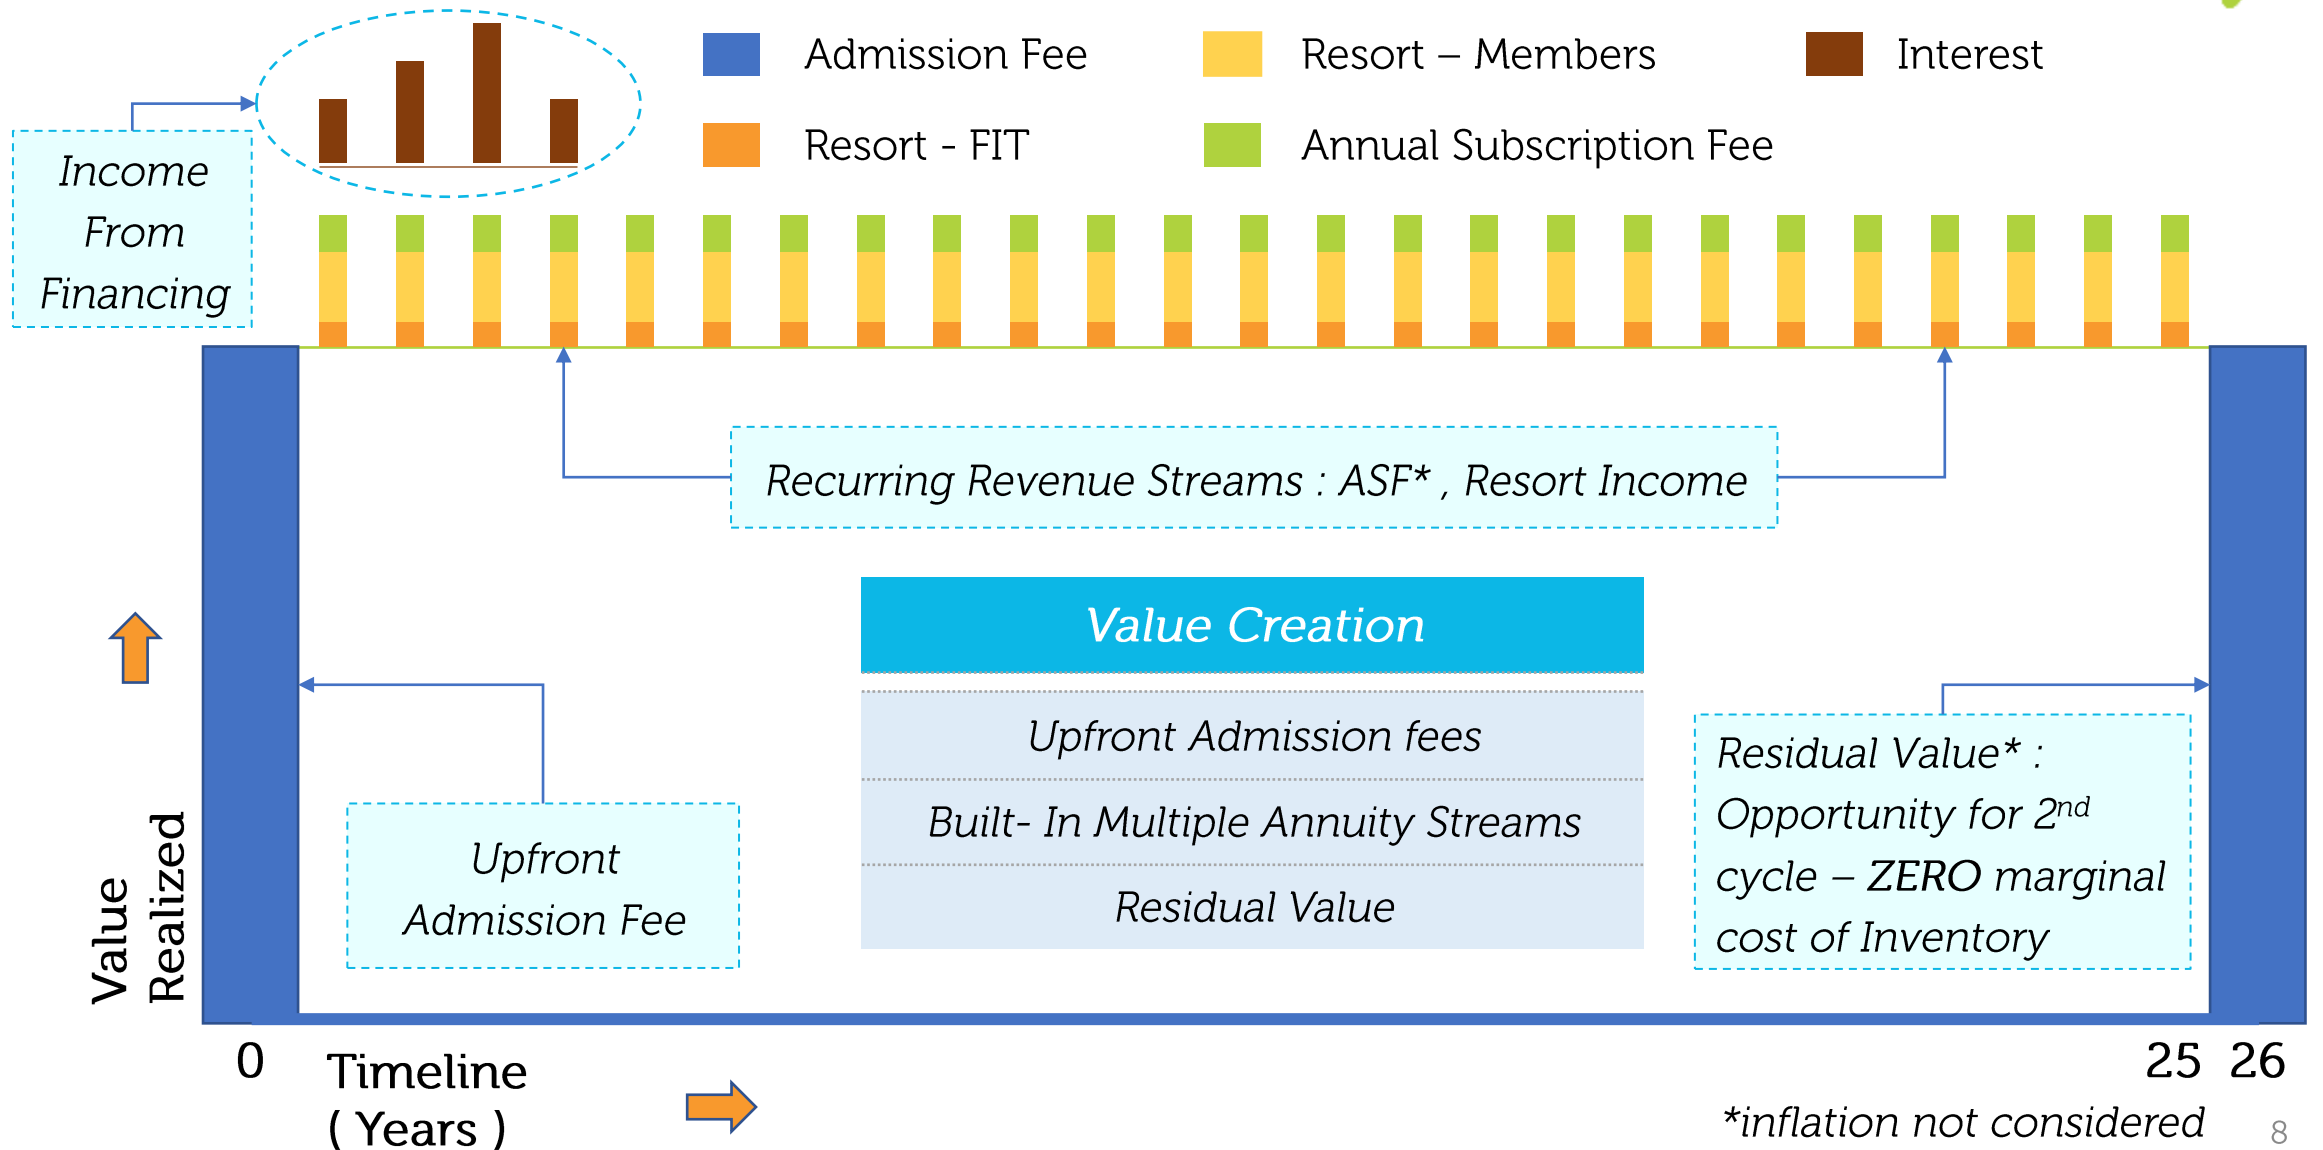 Admission Fee
Resort – Members
Interest
Resort - FIT
Annual Subscription Fee
Income
From
Financing
Recurring Revenue Streams : ASF* , Resort Income
Value Creation
Upfront Admission fees
Built- In Multiple Annuity Streams
Residual Value
Upfront
Admission Fee
Residual Value* :
Opportunity for 2nd
cycle – ZERO marginal
cost of Inventory
Value
Realized
0
25
26
Timeline
( Years )
*inflation not considered
8